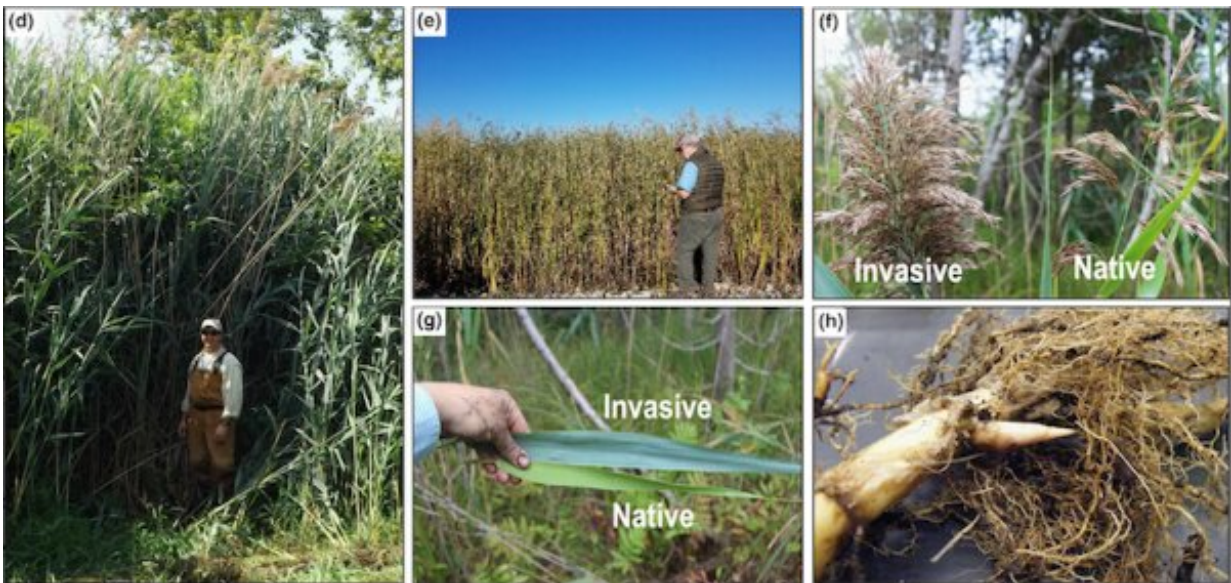 (d)
(e)
(f)
Invasive
Native
(g)
Invasive
Native
(h)